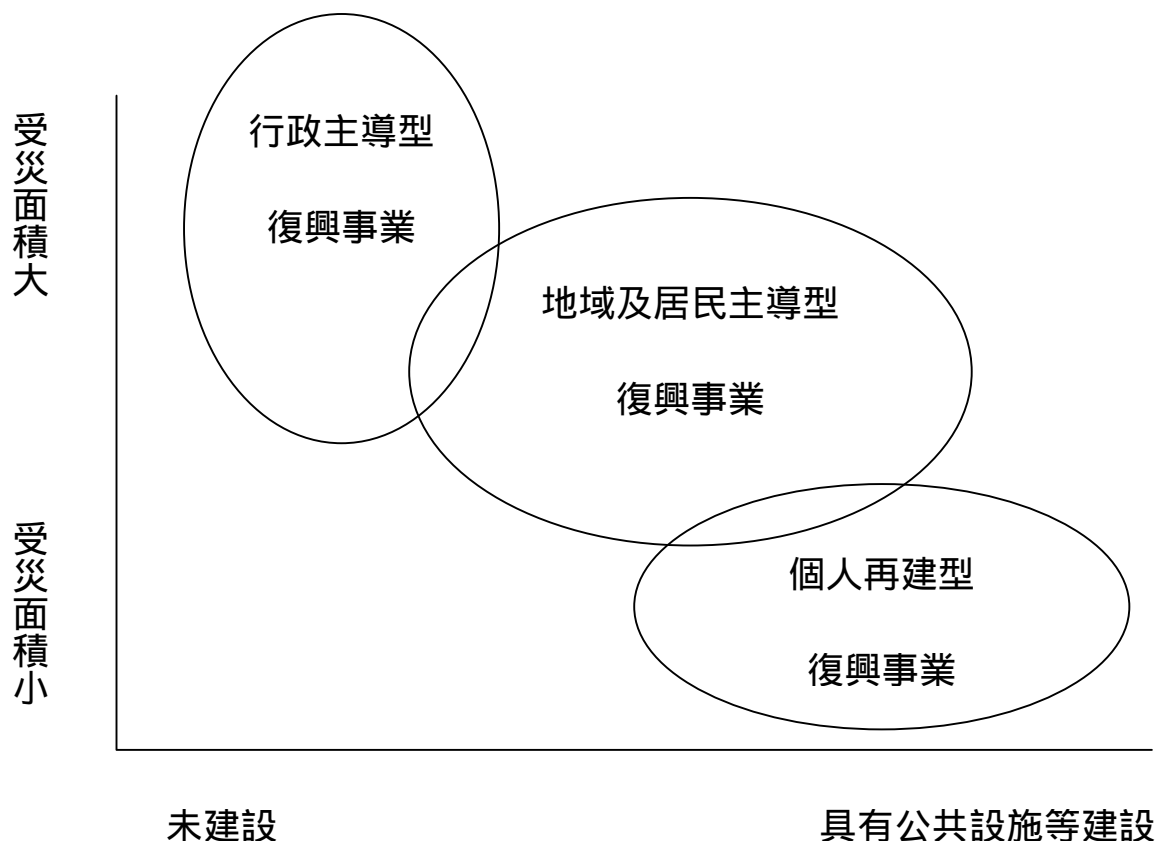 受災面積大
行政主導型
復興事業
地域及居民主導型
復興事業
受災面積小
個人再建型
復興事業
未建設
具有公共設施等建設